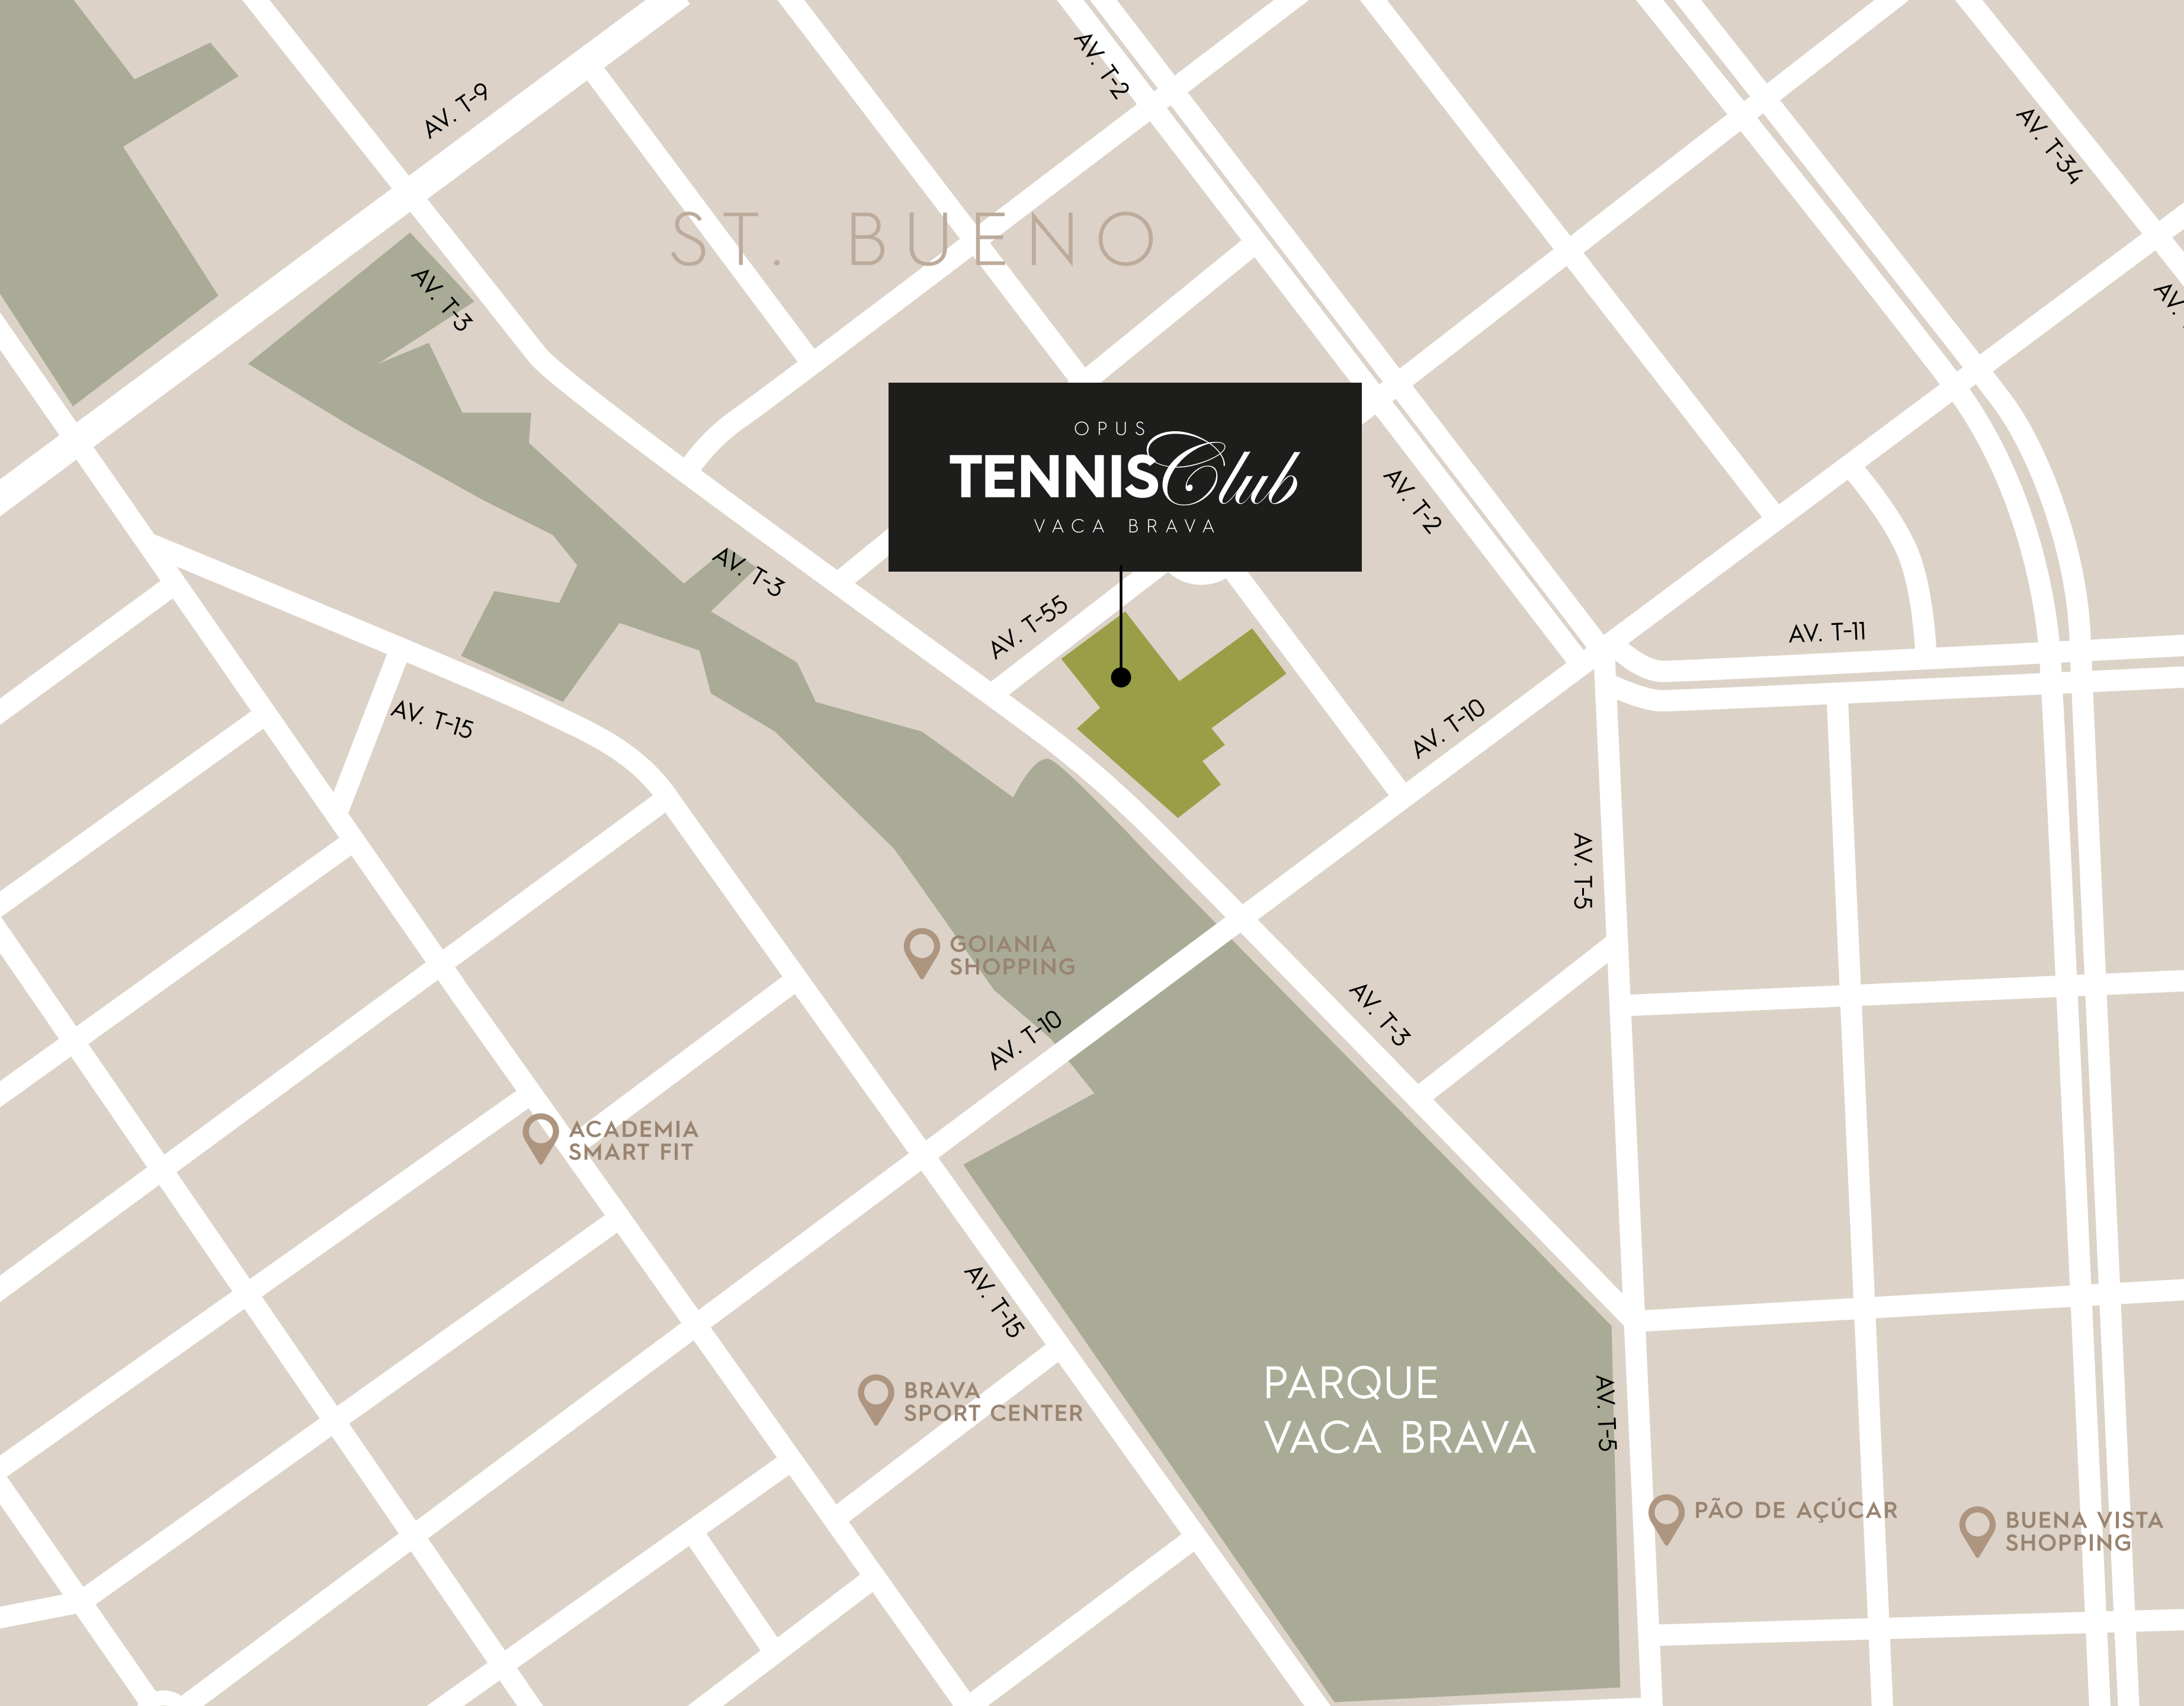 AV. T-2
AV. T-9
AV. T-34
ST. BUENO
AV. T-3
AV.
OPUS
TENNIS Club
VACA BRAVA
AV. T-2
AV. T-3
AV. T-55
AV. T-11
AV. T-15
AV. T-10
AV. T-5
GOIANIA
SHOPPING
AV. T-10
AV. T-3
ACADEMIA
SMART FIT
AV. T-15
BRAVA
SPORT CENTER
PARQUE
VACA BRAVA
AV. T-5
PÃO DE AÇÚCAR
BUENA VISTA
SHOPPING